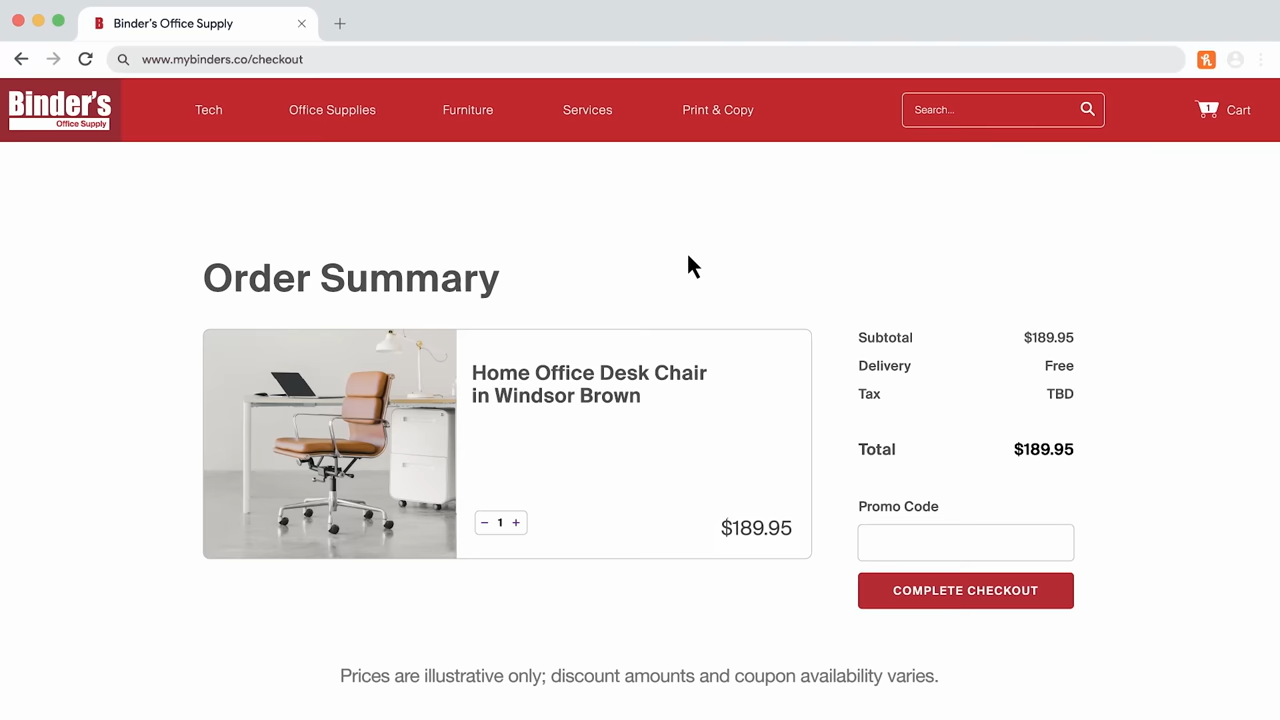 B Binder's Office Supply
www.mybinders.co/checkout
h
Binder's
Office Supply
Tech
Office Supplies
Furniture
Services
Print & Copy
Search...
1
Cart
Order Summary
Home Office Desk Chair
in Windsor Brown
− 1 +
$189.95
Subtotal $189.95
Delivery Free
Tax TBD
Total $189.95
Promo Code
COMPLETE CHECKOUT
Prices are illustrative only; discount amounts and coupon availability varies.